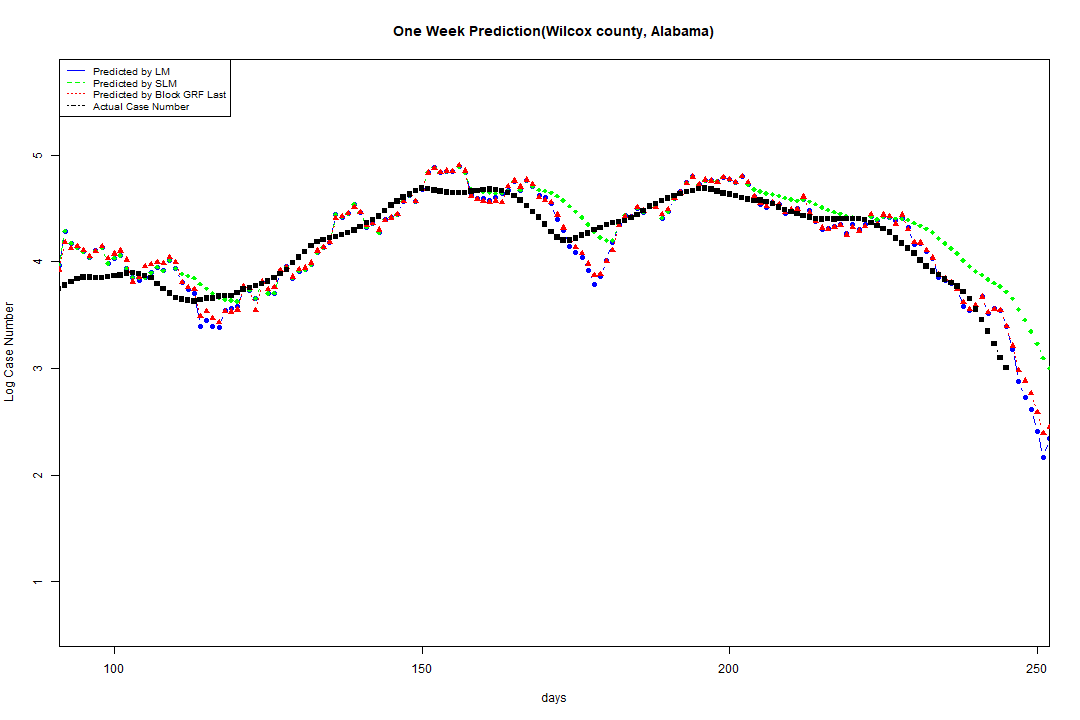 One Week Prediction(Wilcox county, Alabama)
Predicted by LM
Predicted by SLM
Predicted by Block GRF Last
Actual Case Number
Log Case Number
5
4
3
2
1
100 150 200 250
days